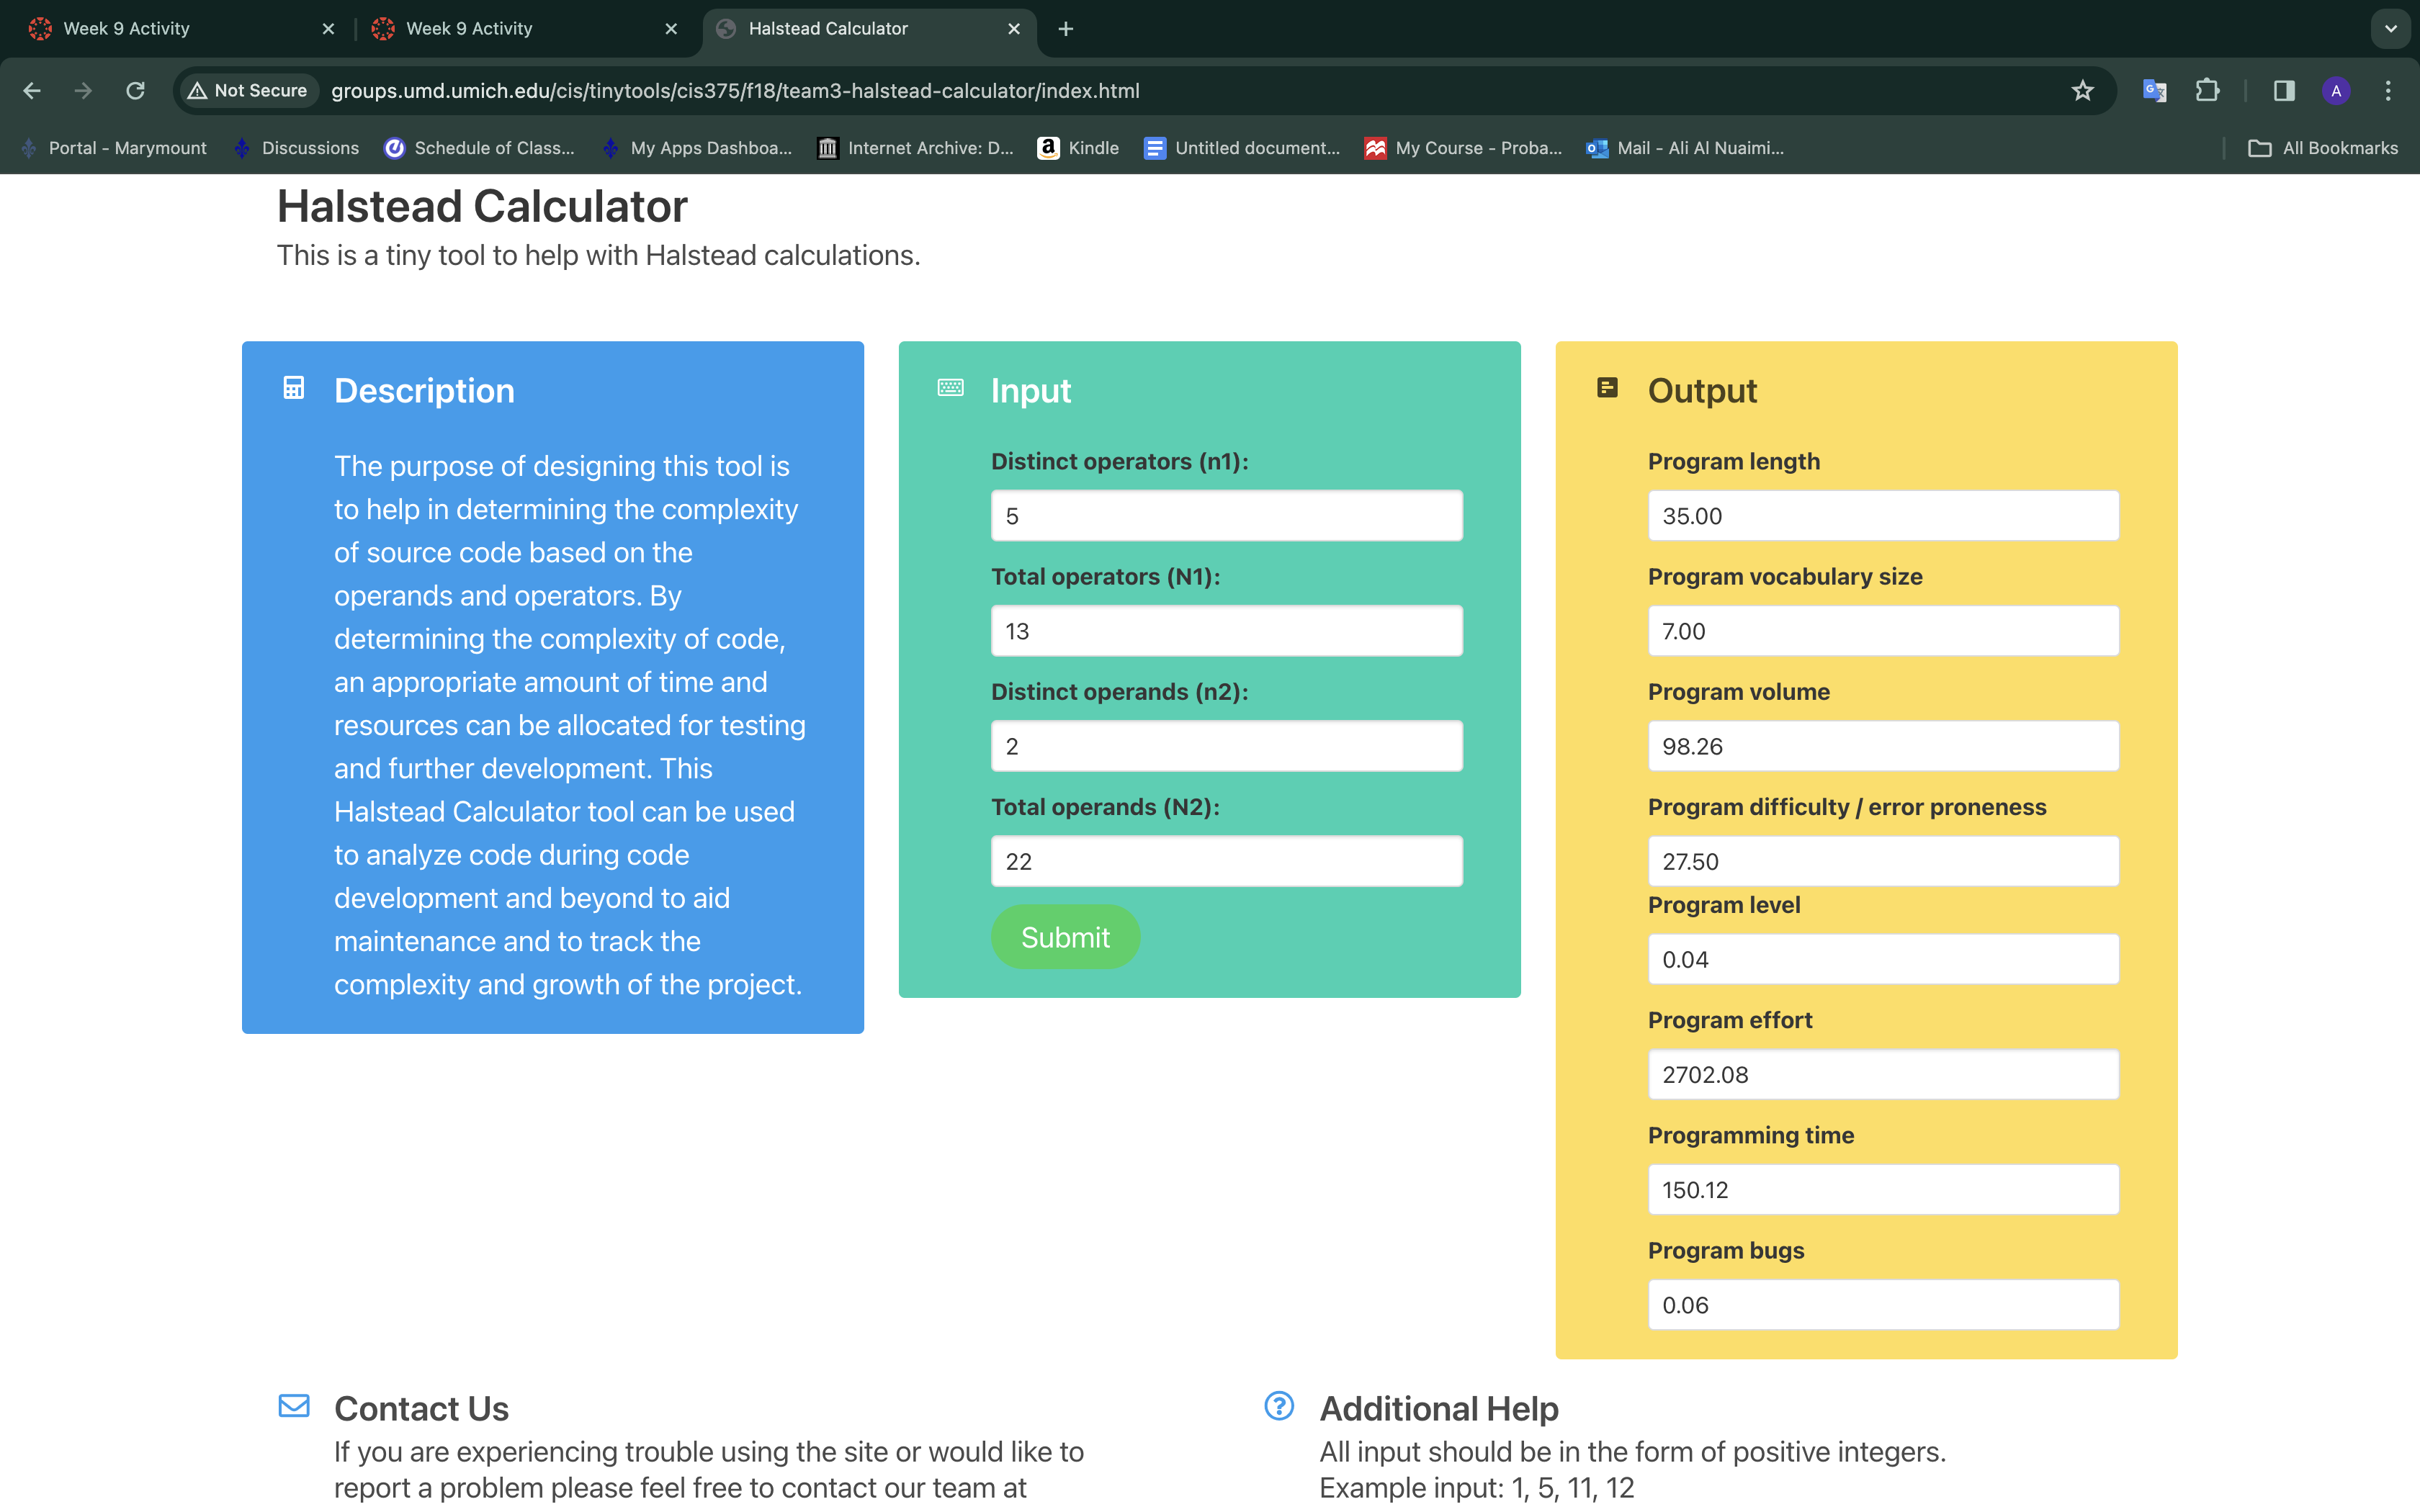 Week 9 Activity
Week 9 Activity
Halstead Calculator
Not Secure
groups.umd.umich.edu/cis/tinytools/cis375/f18/team3-halstead-calculator/index.html
A
Portal - Marymount
Discussions
Schedule of Class...
My Apps Dashboa...
Internet Archive: D...
Kindle
Untitled document...
My Course - Proba...
Mail - Ali Al Nuaimi...
All Bookmarks
Halstead Calculator
This is a tiny tool to help with Halstead calculations.
Description
The purpose of designing this tool is
to help in determining the complexity
of source code based on the
operands and operators. By
determining the complexity of code,
an appropriate amount of time and
resources can be allocated for testing
and further development. This
Halstead Calculator tool can be used
to analyze code during code
development and beyond to aid
maintenance and to track the
complexity and growth of the project.
Input
Distinct operators (n1):
5
Total operators (N1):
13
Distinct operands (n2):
2
Total operands (N2):
22
Submit
Output
Program length
35.00
Program vocabulary size
7.00
Program volume
98.26
Program difficulty / error proneness
27.50
Program level
0.04
Program effort
2702.08
Programming time
150.12
Program bugs
0.06
Contact Us
If you are experiencing trouble using the site or would like to
report a problem please feel free to contact our team at
Additional Help
All input should be in the form of positive integers.
Example input: 1, 5, 11, 12